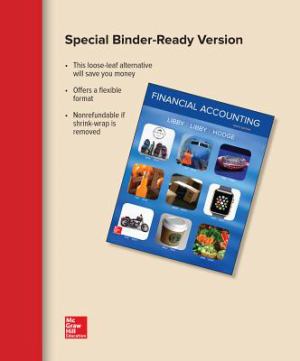 Special Binder-Ready Version
• This loose-leaf alternative
will save you money
• Offers a flexible
format
• Nonrefundable if
shrink-wrap is
removed
FINANCIAL ACCOUNTING
LIBBY LIBBY HODGE
Mc
Graw
Hill
Education